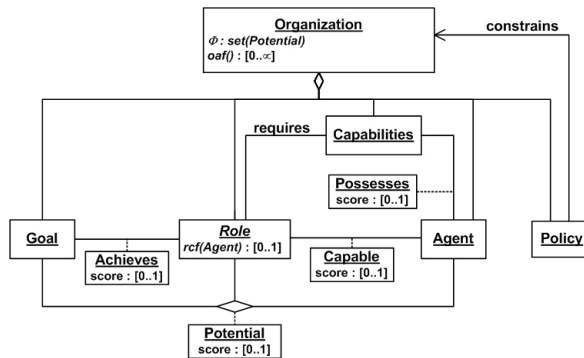 Organization
Φ : set(Potential)
oaf() : [0..∝]
constrains
requires
Capabilities
Possesses
score : [0..1]
Goal
Role
rcf(Agent) : [0..1]
Agent
Policy
Achieves
score : [0..1]
Capable
score : [0..1]
Potential
score : [0..1]